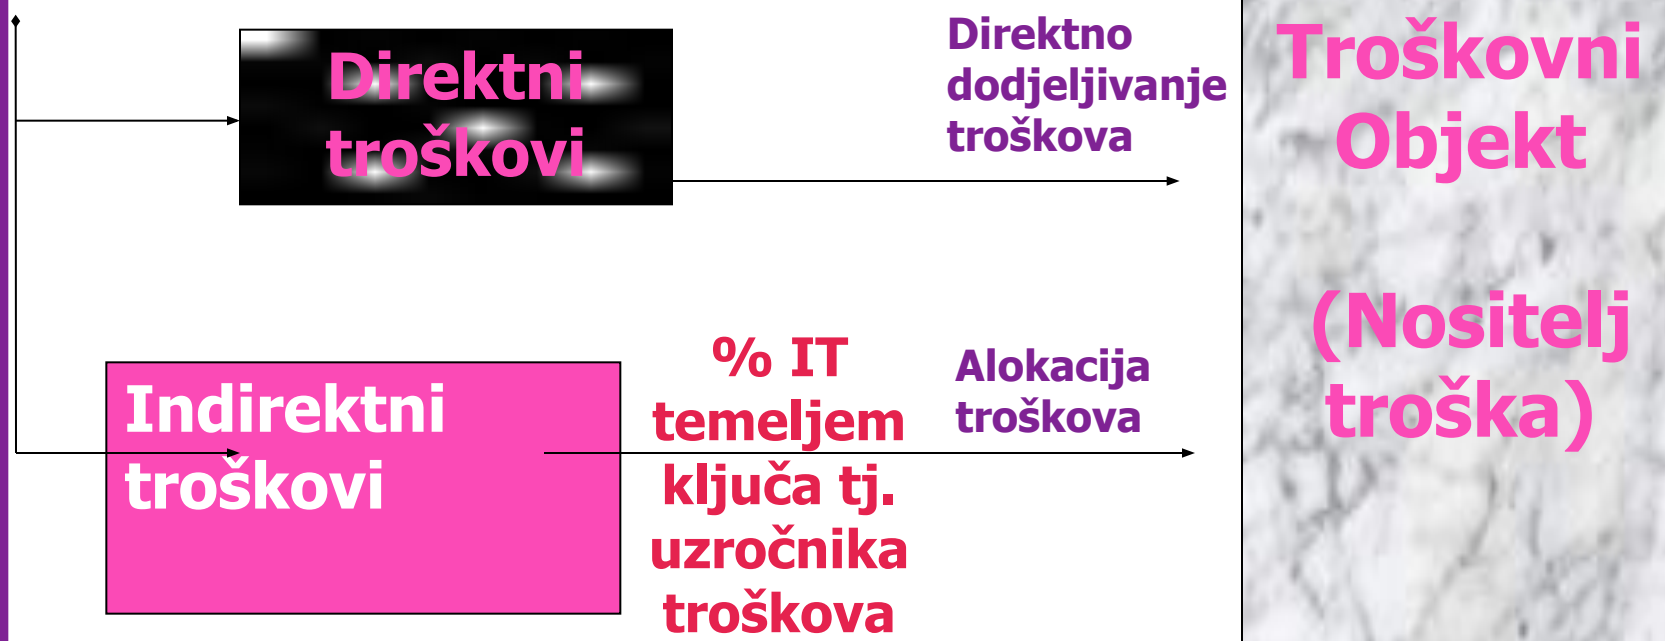 Direktni
troškovi
Direktno
dodjeljivanje
troškova
Troškovni
Objekt
(Nositelj
troška)
Indirektni
troškovi
% IT
temeljem
ključa tj.
uzročnika
troškova
Alokacija
troškova